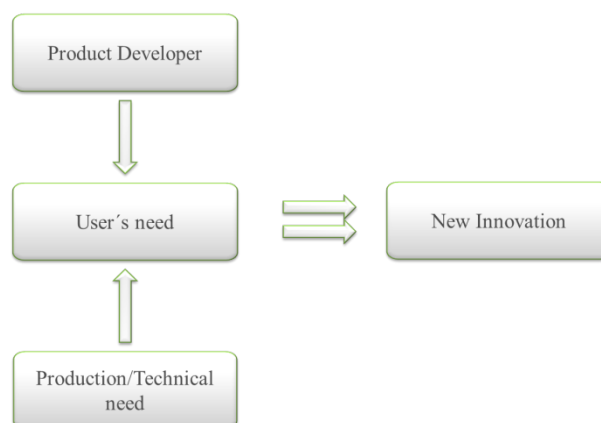 Product Developer
User´s need
New Innovation
Production/Technical
need